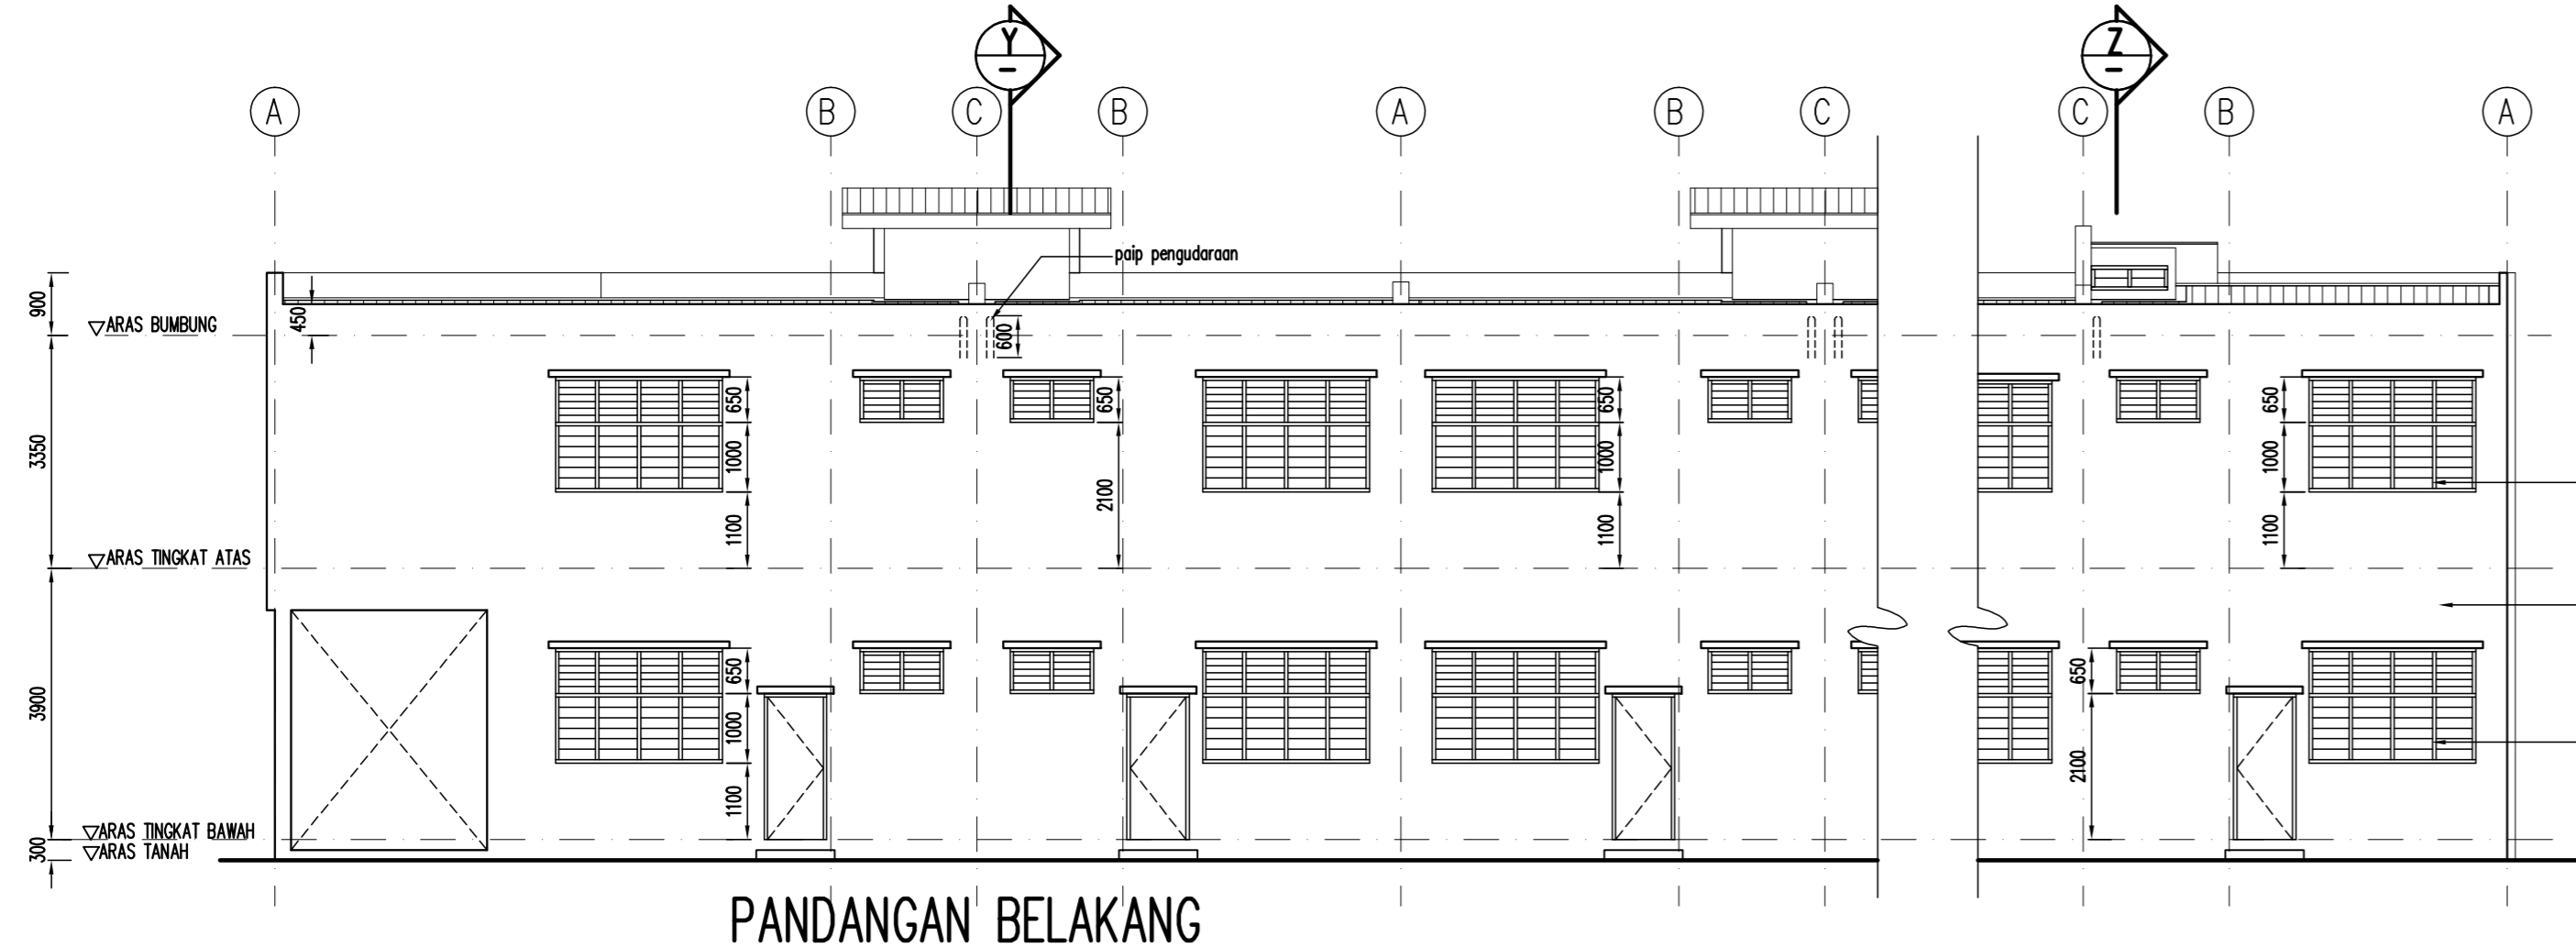 Y
-
Z
-
A
B
C
B
A
B
C
C
B
A
paip pengudaraan
900
ARAS BUMBUNG
450
600
3350
650
650
650
650
1000
1000
1000
2100
1100
1100
1100
ARAS TINGKAT ATAS
3900
650
650
1000
2100
1100
ARAS TINGKAT BAWAH
300
ARAS TANAH
PANDANGAN BELAKANG